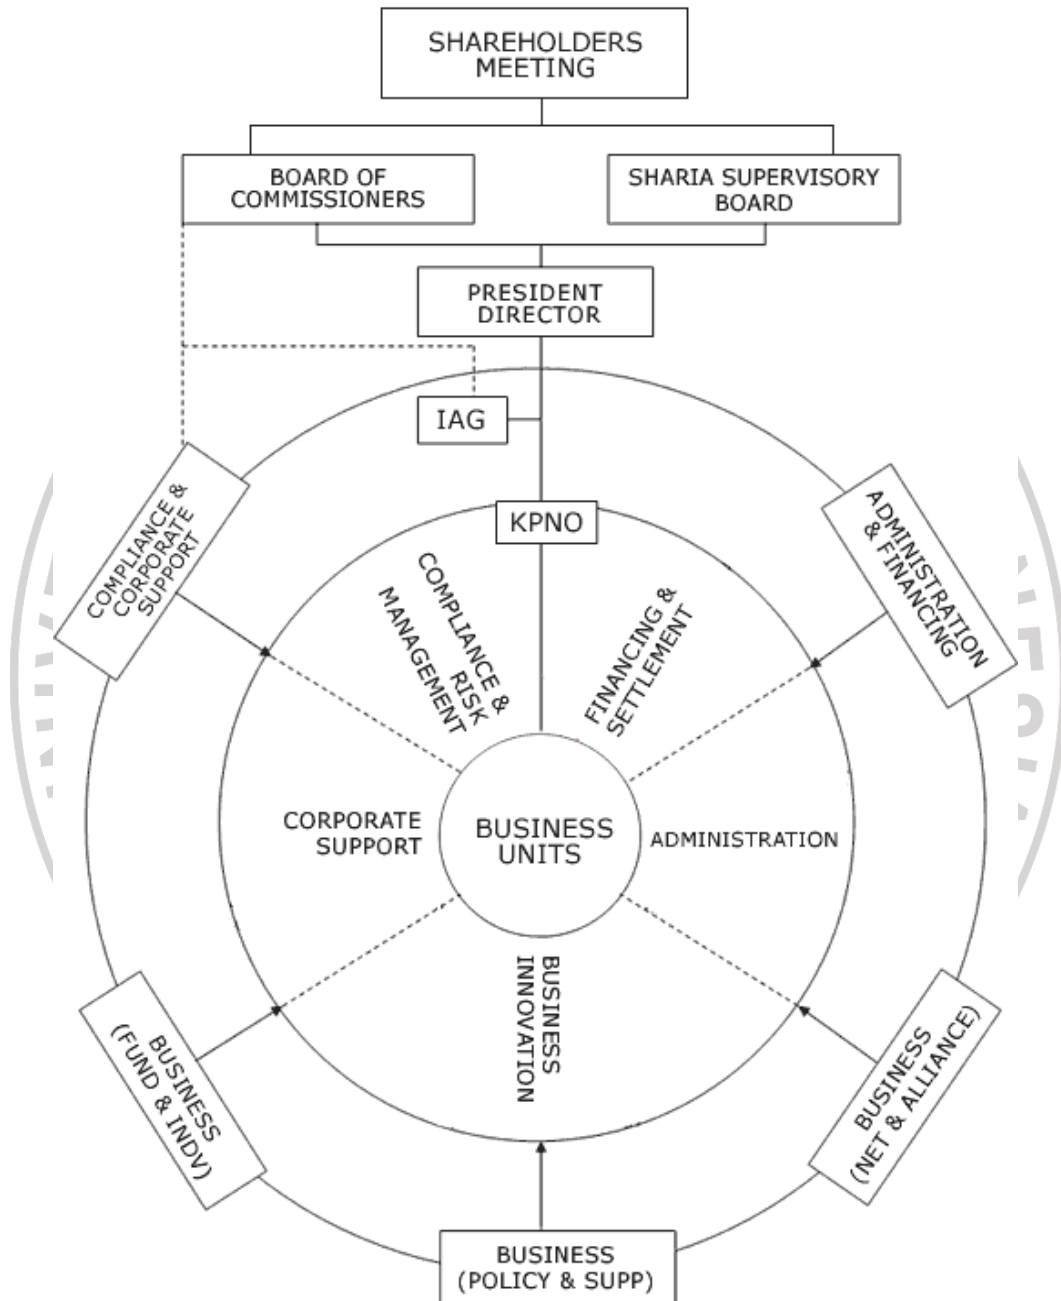 SHAREHOLDERS
MEETING
BOARD OF
COMMISSIONERS
SHARIA SUPERVISORY
BOARD
PRESIDENT
DIRECTOR
IAG
KPNO
COMPLIANCE &
CORPORATE
SUPPORT
ADMINISTRATION
& FINANCING
COMPLIANCE &
RISK
MANAGEMENT
FINANCING &
SETTLEMENT
CORPORATE
SUPPORT
BUSINESS
UNITS
ADMINISTRATION
BUSINESS
INNOVATION
BUSINESS
(FUND & INDV)
BUSINESS
(NET & ALLIANCE)
BUSINESS
(POLICY & SUPP)